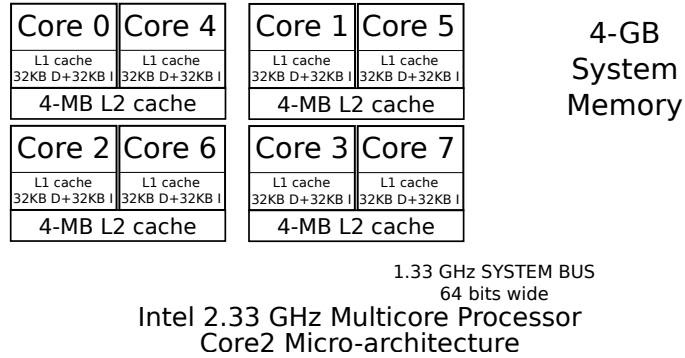 Core 0 Core 4
L1 cache L1 cache
32KB D+32KB I 32KB D+32KB I
4-MB L2 cache
Core 1 Core 5
L1 cache L1 cache
32KB D+32KB I 32KB D+32KB I
4-MB L2 cache
4-GB
System
Memory
Core 2 Core 6
L1 cache L1 cache
32KB D+32KB I 32KB D+32KB I
4-MB L2 cache
Core 3 Core 7
L1 cache L1 cache
32KB D+32KB I 32KB D+32KB I
4-MB L2 cache
1.33 GHz SYSTEM BUS
64 bits wide
Intel 2.33 GHz Multicore Processor
Core2 Micro-architecture